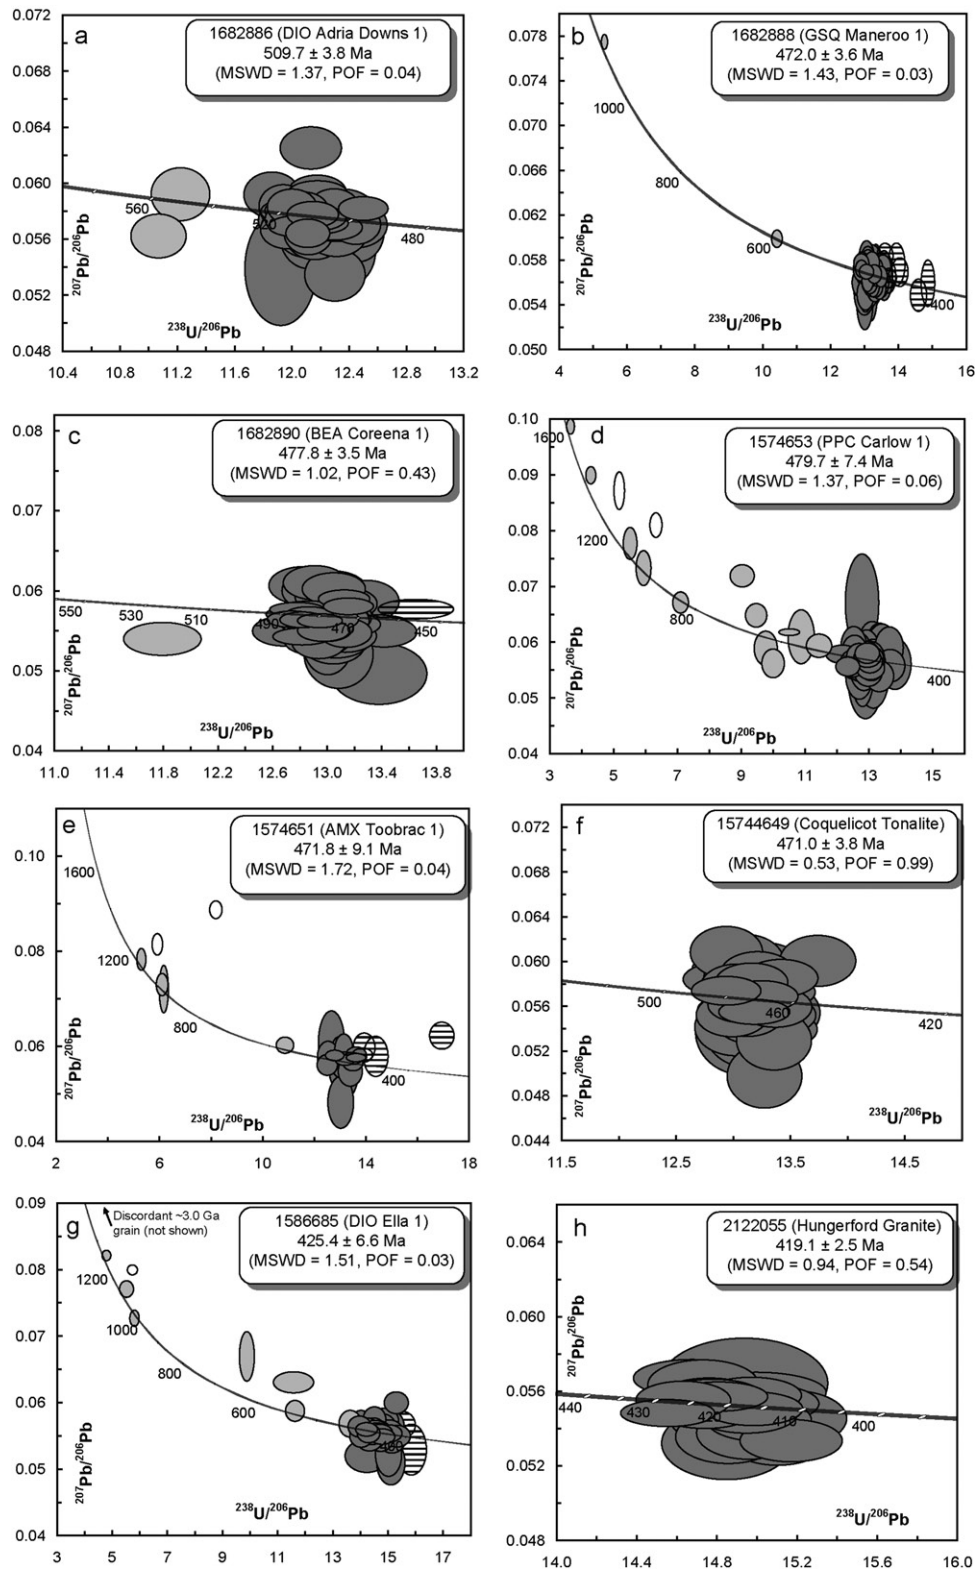 a
1682886 (DIO Adria Downs 1)
509.7 ± 3.8 Ma
(MSWD = 1.37, POF = 0.04)
0.072
0.068
0.064
0.060
0.056
0.052
0.048
560
520
480
207Pb/206Pb
238U/206Pb
10.4 10.8 11.2 11.6 12.0 12.4 12.8 13.2
b
1682888 (GSQ Maneroo 1)
472.0 ± 3.6 Ma
(MSWD = 1.43, POF = 0.03)
0.078
0.074
0.070
0.066
0.062
0.058
0.054
0.050
1000
800
600
400
207Pb/206Pb
238U/206Pb
4 6 8 10 12 14 16
c
1682890 (BEA Coreena 1)
477.8 ± 3.5 Ma
(MSWD = 1.02, POF = 0.43)
0.08
0.07
0.06
0.05
0.04
550 530 510 490 470 450
207Pb/206Pb
238U/206Pb
11.0 11.4 11.8 12.2 12.6 13.0 13.4 13.8
d
1574653 (PPC Carlow 1)
479.7 ± 7.4 Ma
(MSWD = 1.37, POF = 0.06)
0.10
0.09
0.08
0.07
0.06
0.05
0.04
1600
1200
800
400
207Pb/206Pb
238U/206Pb
3 5 7 9 11 13 15
e
1574651 (AMX Toobrac 1)
471.8 ± 9.1 Ma
(MSWD = 1.72, POF = 0.04)
0.10
0.08
0.06
0.04
1600
1200
800
400
207Pb/206Pb
238U/206Pb
2 6 10 14 18
f
15744649 (Coquelicot Tonalite)
471.0 ± 3.8 Ma
(MSWD = 0.53, POF = 0.99)
0.072
0.068
0.064
0.060
0.056
0.052
0.048
0.044
500
460
420
207Pb/206Pb
238U/206Pb
11.5 12.5 13.5 14.5
g
Discordant ~3.0 Ga
grain (not shown)
1586685 (DIO Ella 1)
425.4 ± 6.6 Ma
(MSWD = 1.51, POF = 0.03)
0.09
0.08
0.07
0.06
0.05
0.04
1200
1000
800
600
207Pb/206Pb
238U/206Pb
3 5 7 9 11 13 15 17
h
2122055 (Hungerford Granite)
419.1 ± 2.5 Ma
(MSWD = 0.94, POF = 0.54)
0.064
0.060
0.056
0.052
0.048
440 430 420 410 400
207Pb/206Pb
238U/206Pb
14.0 14.4 14.8 15.2 15.6 16.0